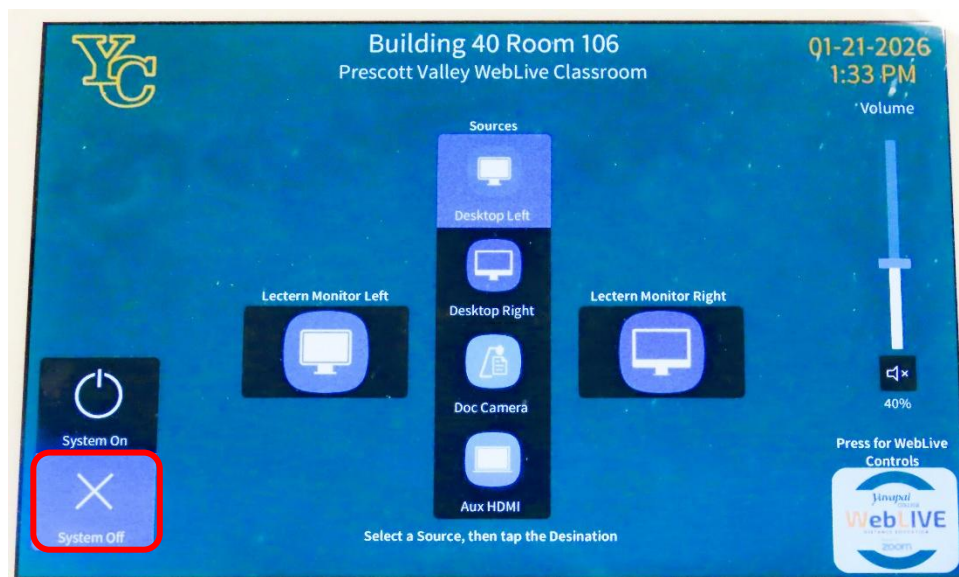 YC
Building 40 Room 106
Prescott Valley WebLive Classroom
01-21-2026
1:33 PM
Volume
Sources
Desktop Left
Desktop Right
Doc Camera
Aux HDMI
Lectern Monitor Left
Lectern Monitor Right
System On
System Off
40%
Press for WebLive
Controls
Yavapai
COLLEGE
WebLIVE
zoom
Select a Source, then tap the Desination